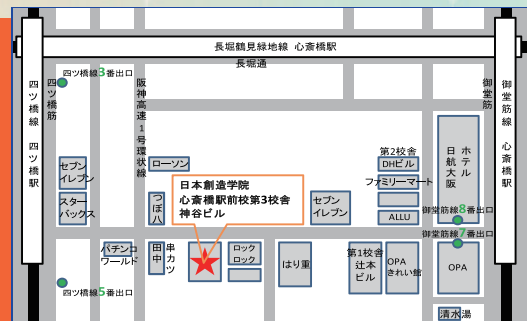 長堀鶴見緑地線 心斎橋駅
長堀通
四ツ橋線 四ツ橋駅
四ツ橋筋
四ツ橋線3番出口
阪神高速1号環状線
御堂筋
御堂筋線 心斎橋駅
セブン
イレブン
ローソン
第2校舎
DHビル
ファミリーマート
ALLU
ホテル
日航大阪
スター
バックス
つぼ八
日本創造学院
心斎橋駅前校第3校舎
神谷ビル
セブン
イレブン
御堂筋線8番出口
御堂筋線7番出口
パチンコ
ワールド
串カツ
田中
ロック
ロック
はり重
第1校舎
辻本
ビル
OPA
きれい館
OPA
四ツ橋線5番出口
清水湯